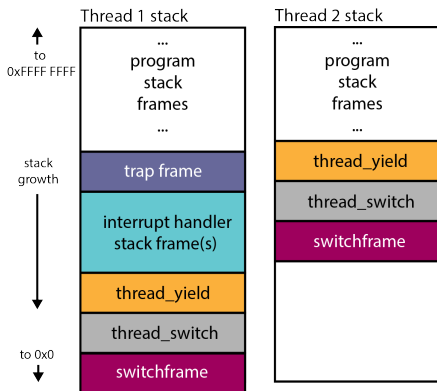 Thread 1 stack
Thread 2 stack
to
0xFFFF FFFF
stack
growth
to 0x0
...
program
stack
frames
...
trap frame
interrupt handler
stack frame(s)
thread_yield
thread_switch
switchframe
...
program
stack
frames
...
thread_yield
thread_switch
switchframe